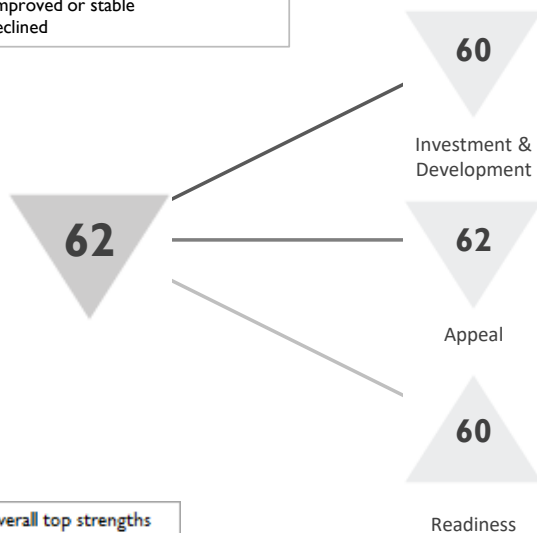 mproved or stable
eclined
60
Investment &
Development
62
62
Appeal
60
Readiness
verall top strengths